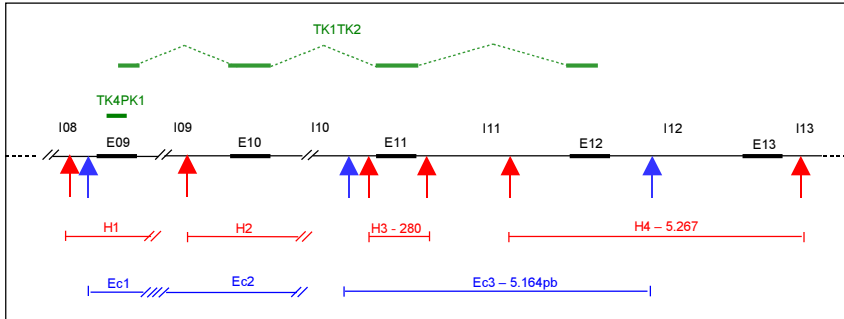 TK1TK2
TK4PK1
I08 I09 I10 I11 I12 I13
E09 E10 E11 E12 E13
H1 H2 H3 - 280 H4 – 5.267
Ec1 Ec2 Ec3 – 5.164pb